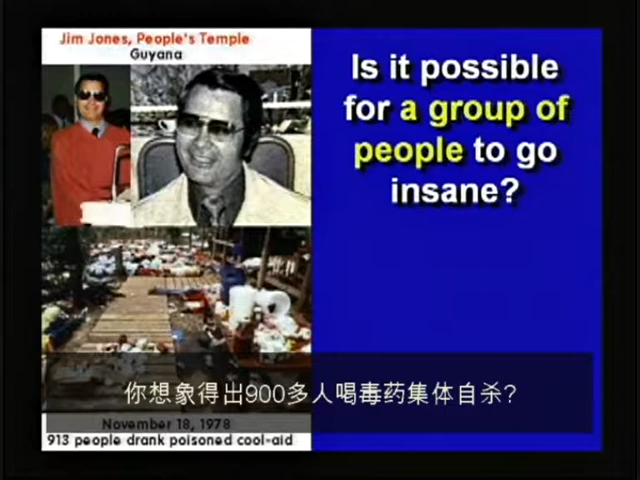 Jim Jones, People's Temple
Guyana
Is it possible
for a group of
people to go
insane?
你想象得出900多人喝毒药集体自杀?
November 18, 1978
913 people drank poisoned cool-aid